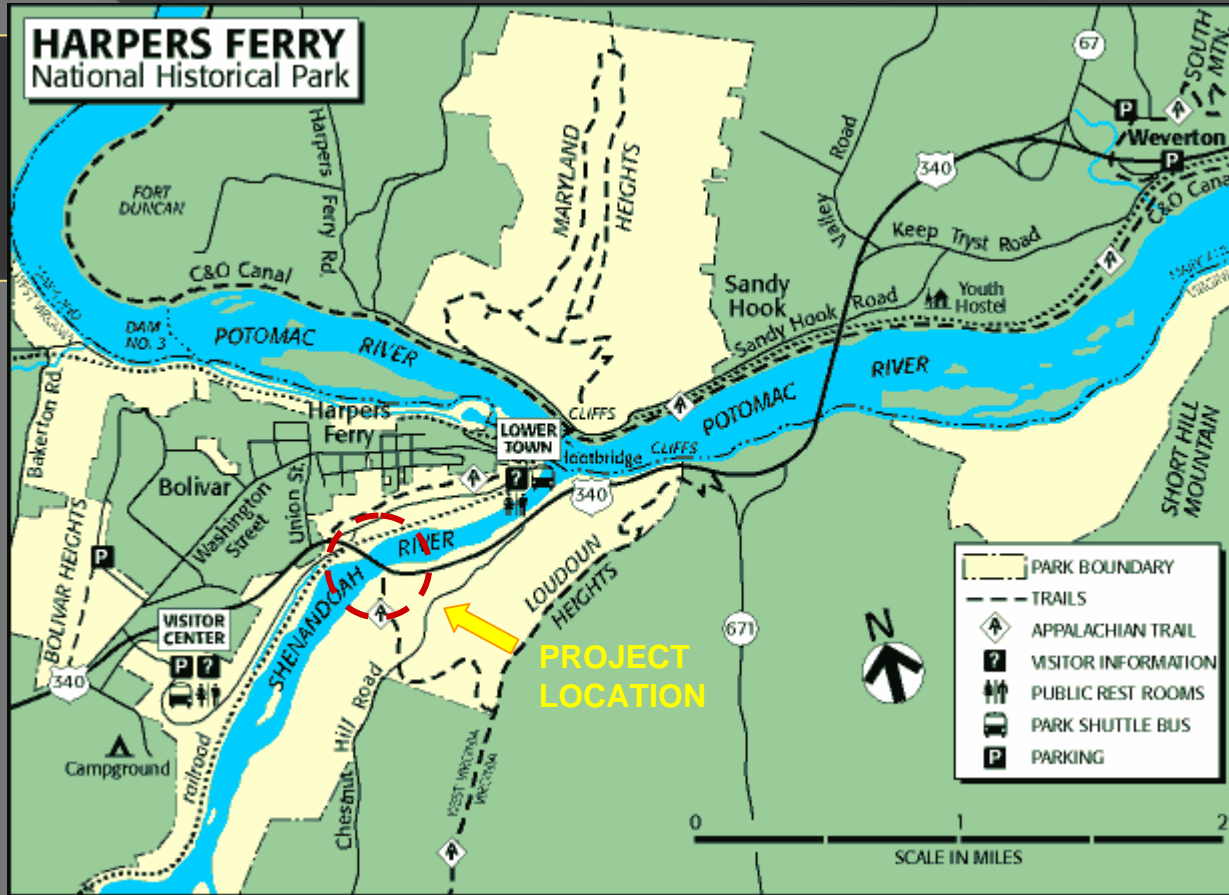 HARPERS FERRY
National Historical Park
67
SOUTH
MTN.
P
Weverton
P
340
C&O Canal
Harpers Ferry Rd.
MARYLAND
HEIGHTS
Valley
Road
Keep Tryst Road
FORT
DUNCAN
C&O Canal
Sandy
Hook
Sandy Hook Road
Youth
Hostel
MARYLAND
WEST VIRGINIA
DAM
NO. 3
POTOMAC RIVER
POTOMAC RIVER
MARYLAND
VIRGINIA
Bakerton Rd.
Harpers
Ferry
CLIFFS
LOWER
TOWN
footbridge
CLIFFS
?
340
Bolivar
Washington
Street
Union St.
SHORT HILL
MOUNTAIN
BOLIVAR HEIGHTS
P
SHENANDOAH
RIVER
LOUDOUN
HEIGHTS
VISITOR
CENTER
P ?
340
671
N
PROJECT
LOCATION
Campground
railroad
Chestnut Hill Road
WEST VIRGINIA
VIRGINIA
PARK BOUNDARY
TRAILS
APPALACHIAN TRAIL
? VISITOR INFORMATION
PUBLIC REST ROOMS
PARK SHUTTLE BUS
P PARKING
0 1 2
SCALE IN MILES